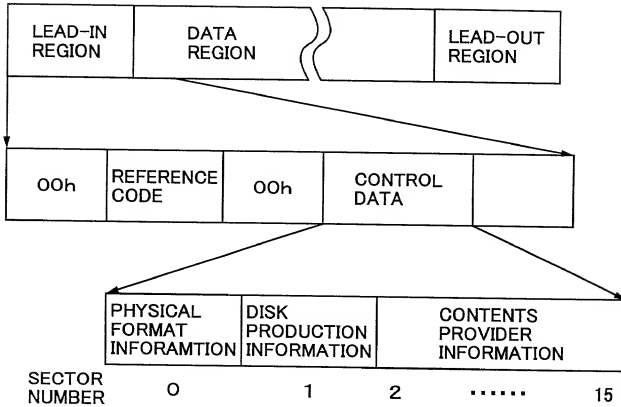 LEAD-IN
REGION
DATA
REGION
LEAD-OUT
REGION
00h
REFERENCE
CODE
00h
CONTROL
DATA
PHYSICAL
FORMAT
INFORAMTION
DISK
PRODUCTION
INFORMATION
CONTENTS
PROVIDER
INFORMATION
SECTOR
NUMBER
0 1 2 ...... 15